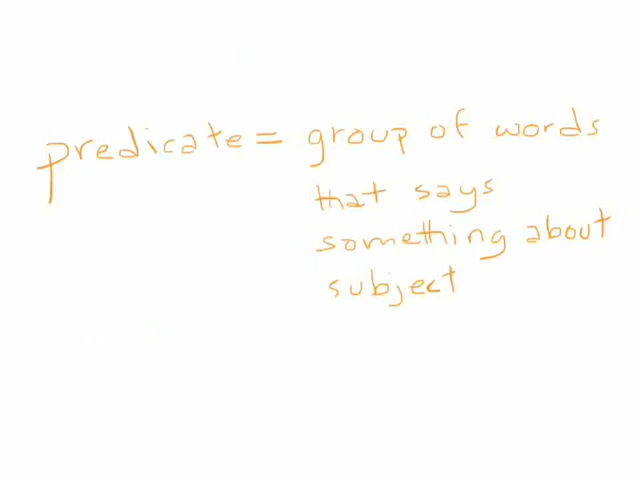 predicate = group of words
that says
something about
subject